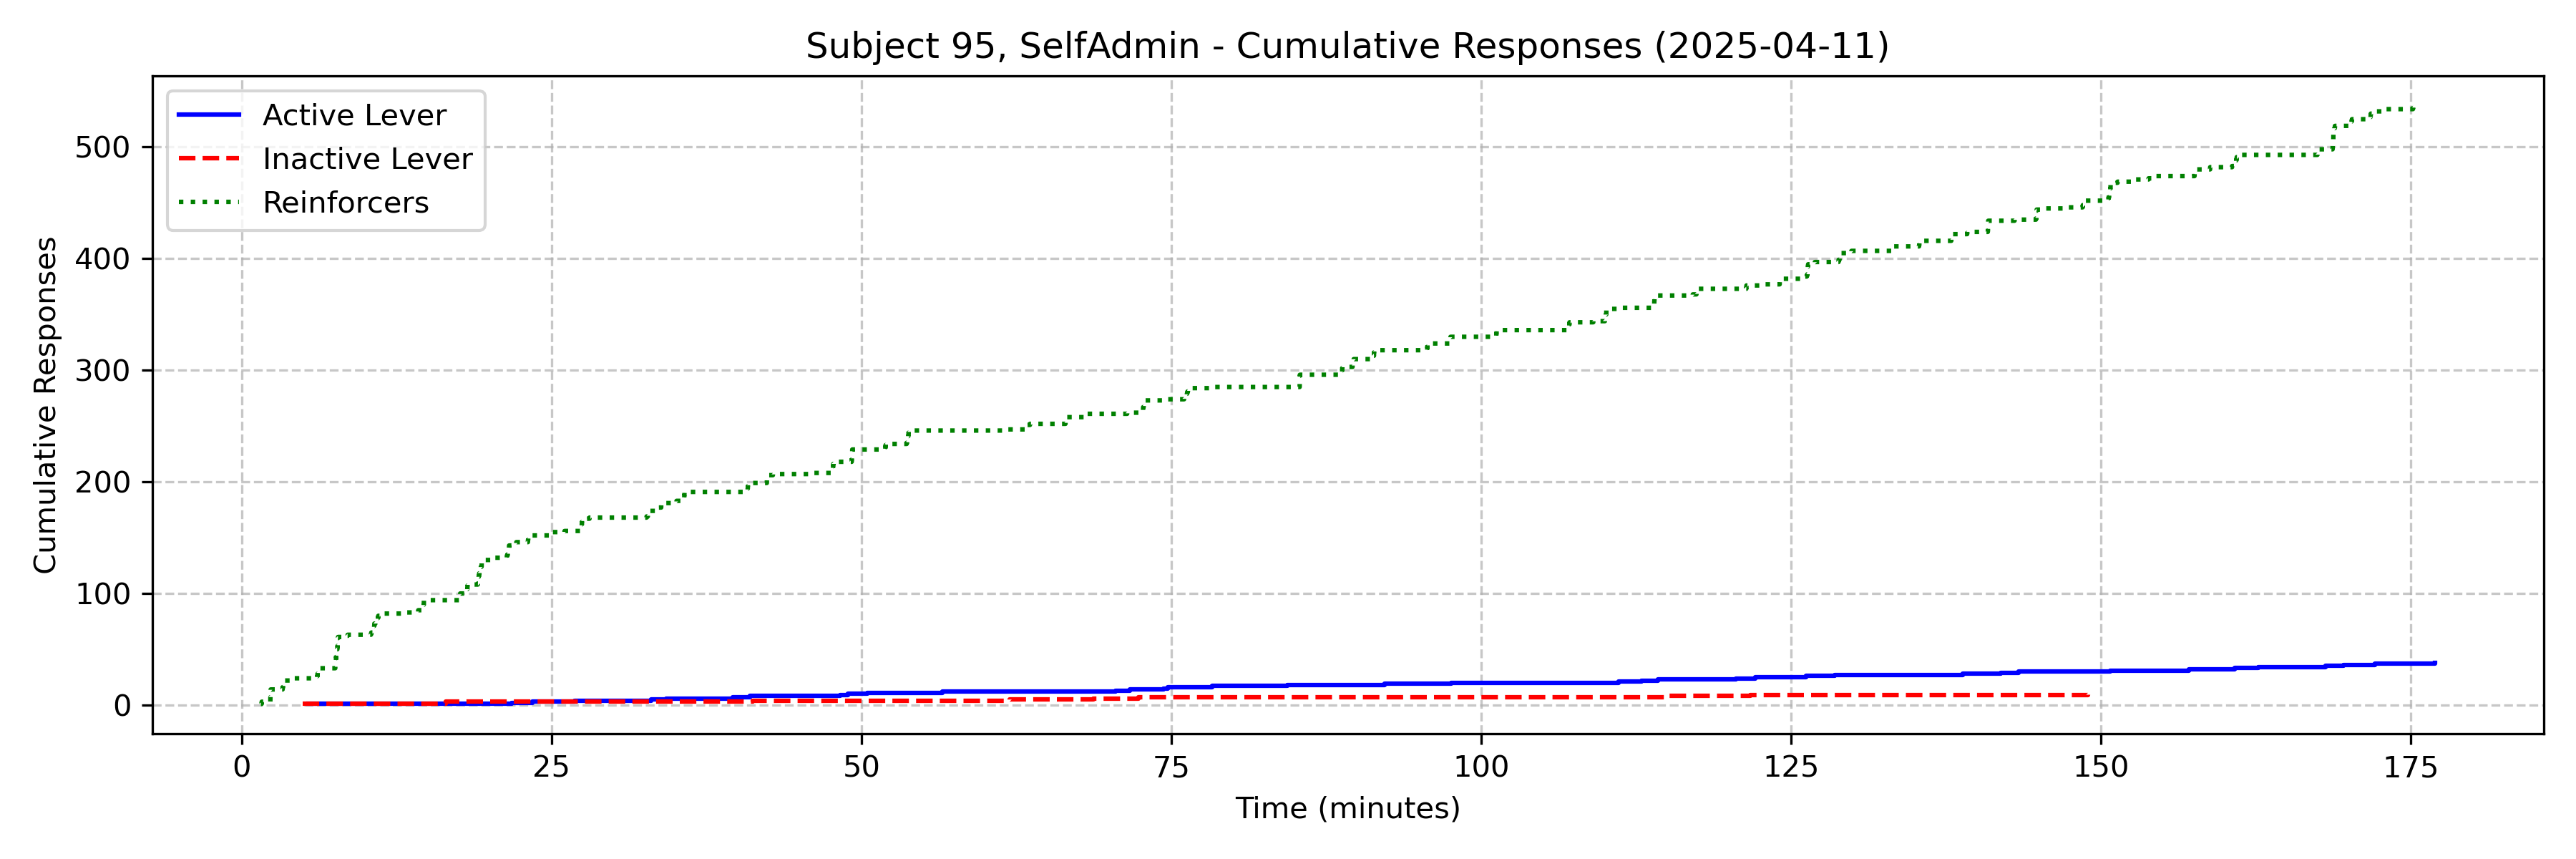 Subject 95, SelfAdmin - Cumulative Responses (2025-04-11)
Active Lever
Inactive Lever
Reinforcers
Cumulative Responses
500
400
300
200
100
0
0 25 50 75 100 125 150 175
Time (minutes)